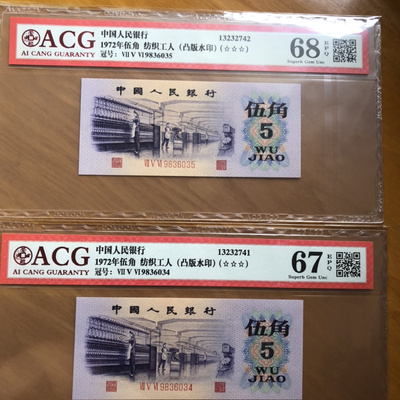 ACG
AI CANG GUARANTY
中国人民银行
13232742
1972年伍角 纺织工人 (凸版水印) (☆☆☆)
冠号: VII V VI 9836035
68 EPQ
Superb Gem Unc
中国人民银行
伍角
5
WU
JIAO
VII V VI 9836035
ACG
AI CANG GUARANTY
中国人民银行
13232741
1972年伍角 纺织工人 (凸版水印) (☆☆☆)
冠号: VII V VI 9836034
67 EPQ
Superb Gem Unc
中国人民银行
伍角
5
WU
JIAO
VII V VI 9836034